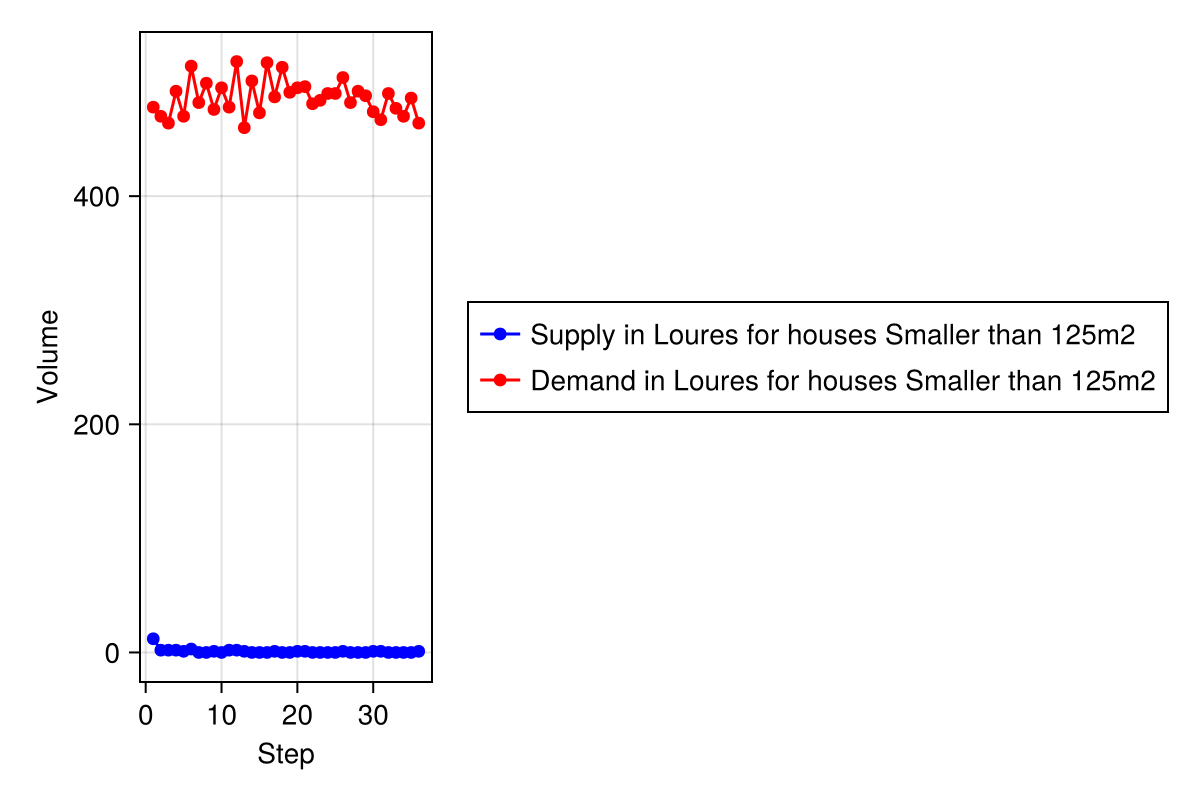 400
200
0
Volume
0 10 20 30
Step
Supply in Loures for houses Smaller than 125m2
Demand in Loures for houses Smaller than 125m2